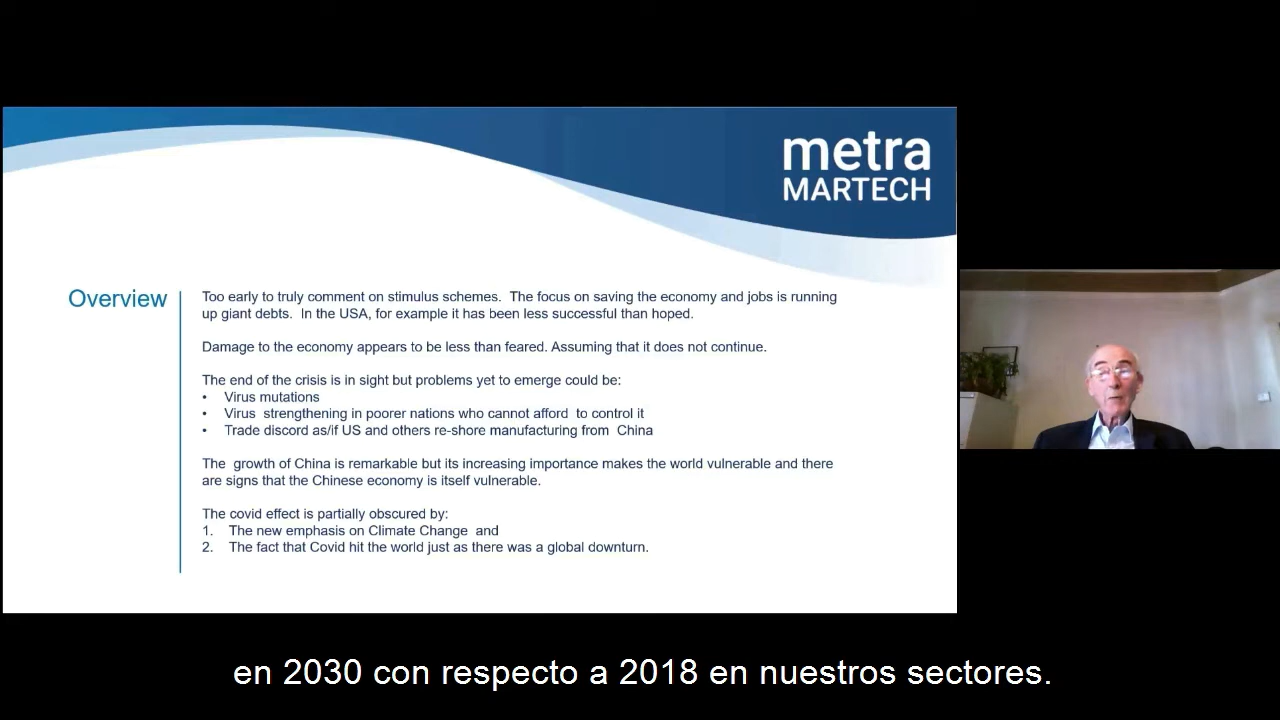 metra
MARTECH
Overview
Too early to truly comment on stimulus schemes. The focus on saving the economy and jobs is running
up giant debts. In the USA, for example it has been less successful than hoped.
Damage to the economy appears to be less than feared. Assuming that it does not continue.
The end of the crisis is in sight but problems yet to emerge could be:
• Virus mutations
• Virus strengthening in poorer nations who cannot afford to control it
• Trade discord as/if US and others re-shore manufacturing from China
The growth of China is remarkable but its increasing importance makes the world vulnerable and there
are signs that the Chinese economy is itself vulnerable.
The covid effect is partially obscured by:
1. The new emphasis on Climate Change and
2. The fact that Covid hit the world just as there was a global downturn.
en 2030 con respecto a 2018 en nuestros sectores.